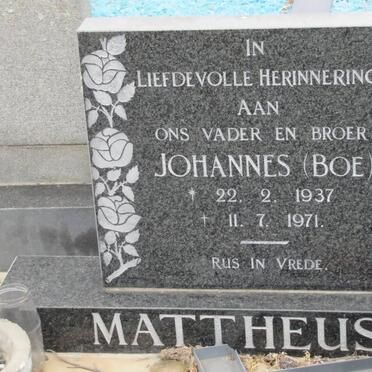 IN
LIEFDEVOLLE HERINNERING
AAN
ONS VADER EN BROER
JOHANNES (BOE)
* 22. 2. 1937
† 11. 7. 1971.
RUS IN VREDE.
MATTHEUS